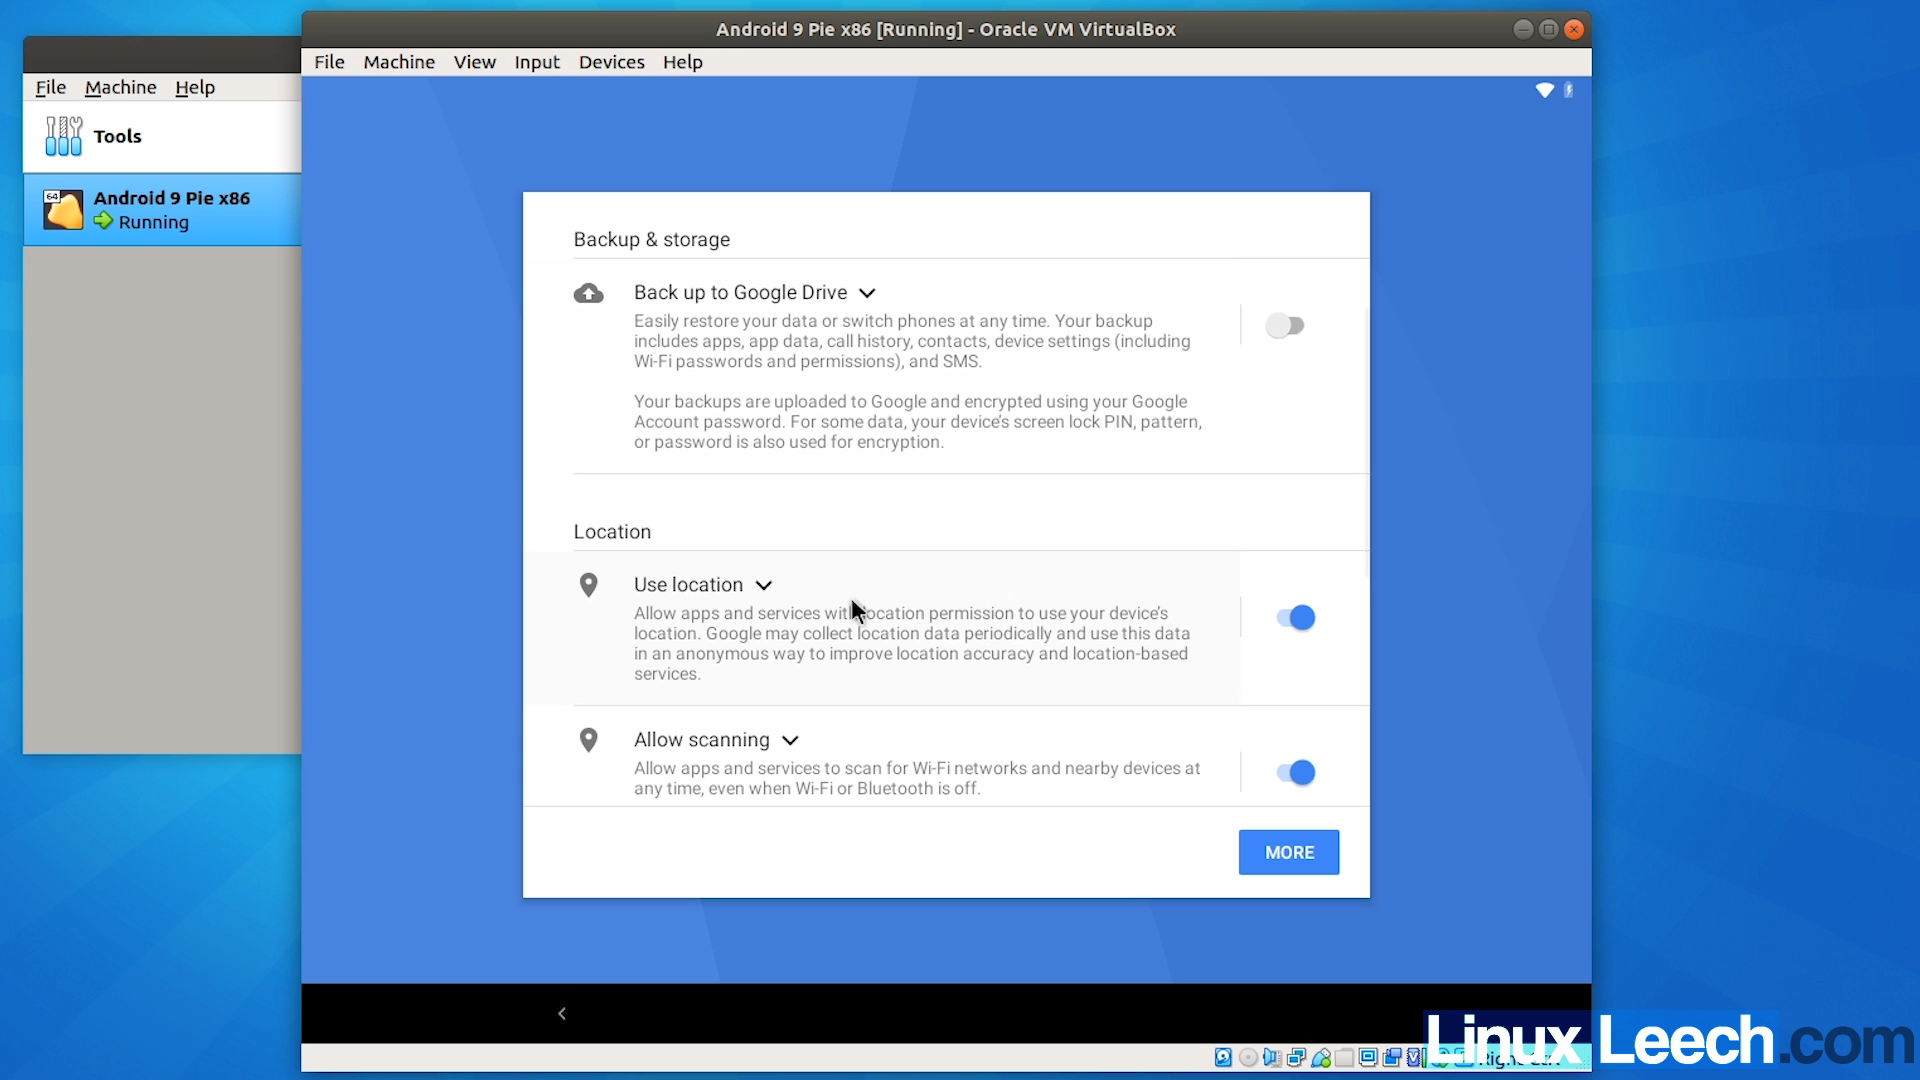 Android 9 Pie x86 [Running] - Oracle VM VirtualBox
File Machine View Input Devices Help
File Machine Help
Tools
64
Android 9 Pie x86
Running
Backup & storage
Back up to Google Drive
Easily restore your data or switch phones at any time. Your backup
includes apps, app data, call history, contacts, device settings (including
Wi-Fi passwords and permissions), and SMS.
Your backups are uploaded to Google and encrypted using your Google
Account password. For some data, your device's screen lock PIN, pattern,
or password is also used for encryption.
Location
Use location
Allow apps and services with location permission to use your device's
location. Google may collect location data periodically and use this data
in an anonymous way to improve location accuracy and location-based
services.
Allow scanning
Allow apps and services to scan for Wi-Fi networks and nearby devices at
any time, even when Wi-Fi or Bluetooth is off.
MORE
Linux Leech.com
Right Ctrl